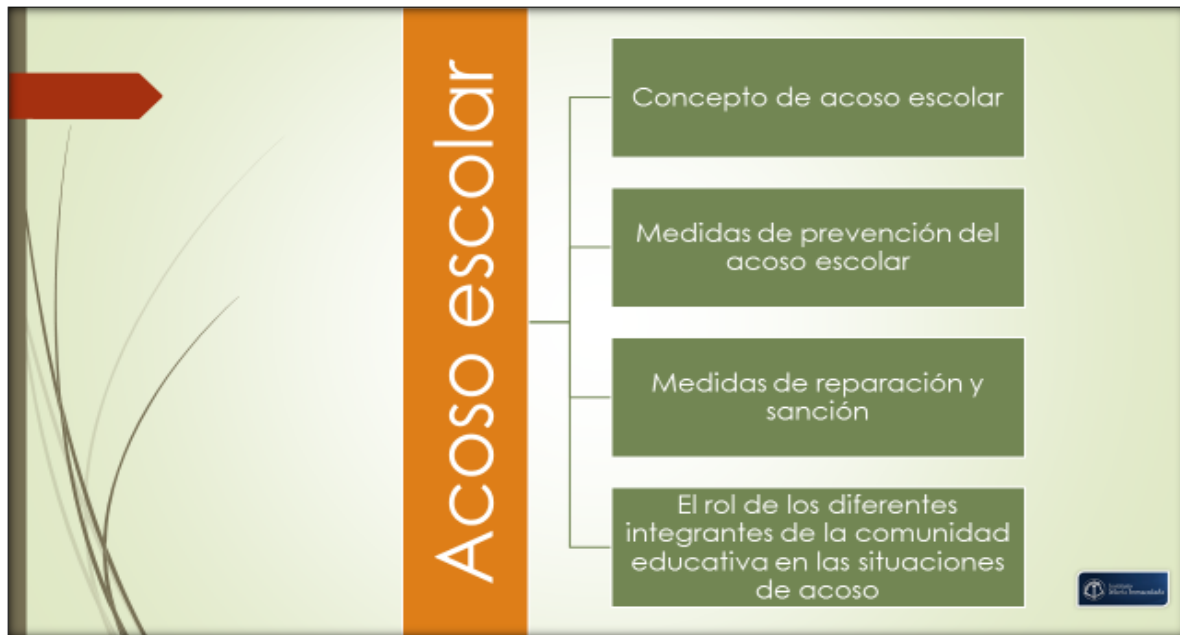 Acoso escolar
Concepto de acoso escolar
Medidas de prevención del
acoso escolar
Medidas de reparación y
sanción
El rol de los diferentes
integrantes de la comunidad
educativa en las situaciones
de acoso